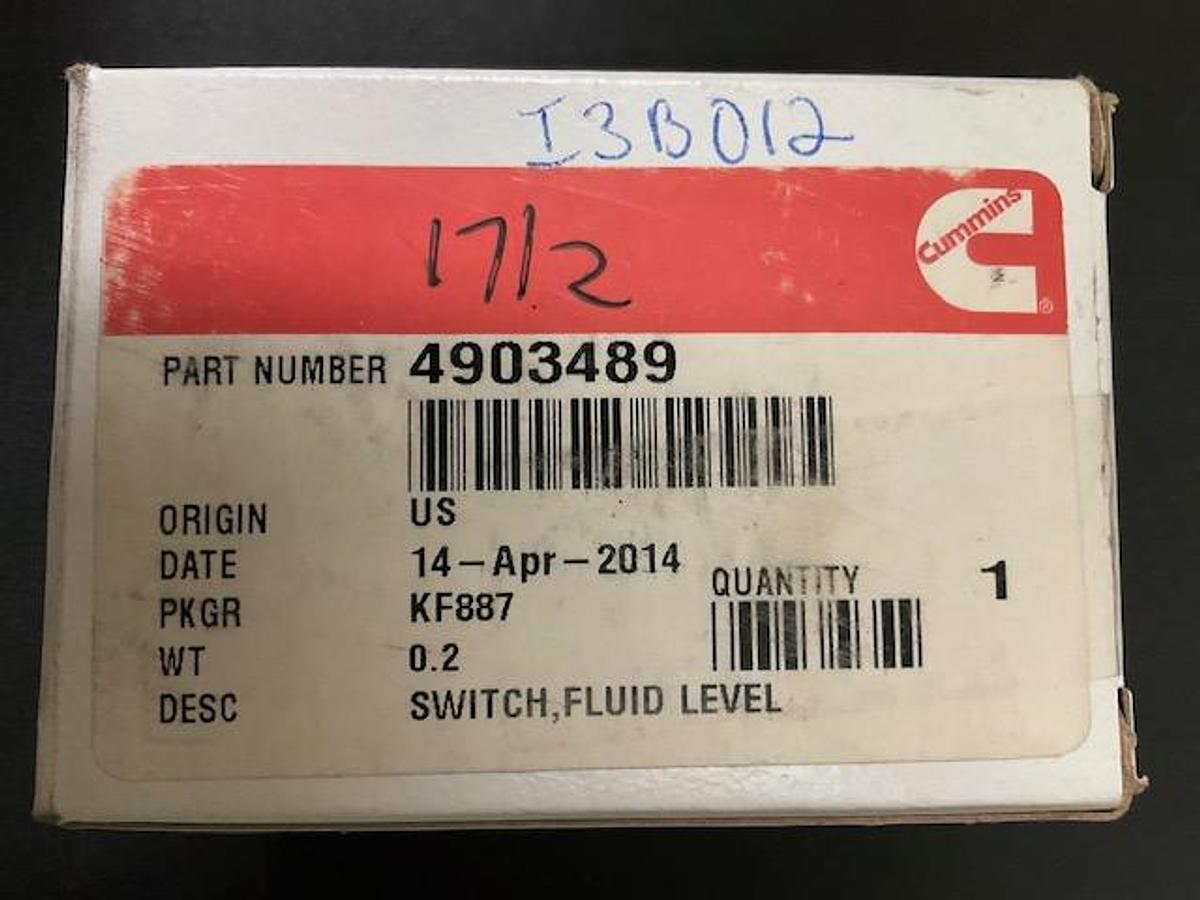 I3B012
17/2
Cummins
®
PART NUMBER 4903489
ORIGIN US
DATE 14-Apr-2014
PKGR KF887
QUANTITY 1
WT 0.2
DESC SWITCH,FLUID LEVEL